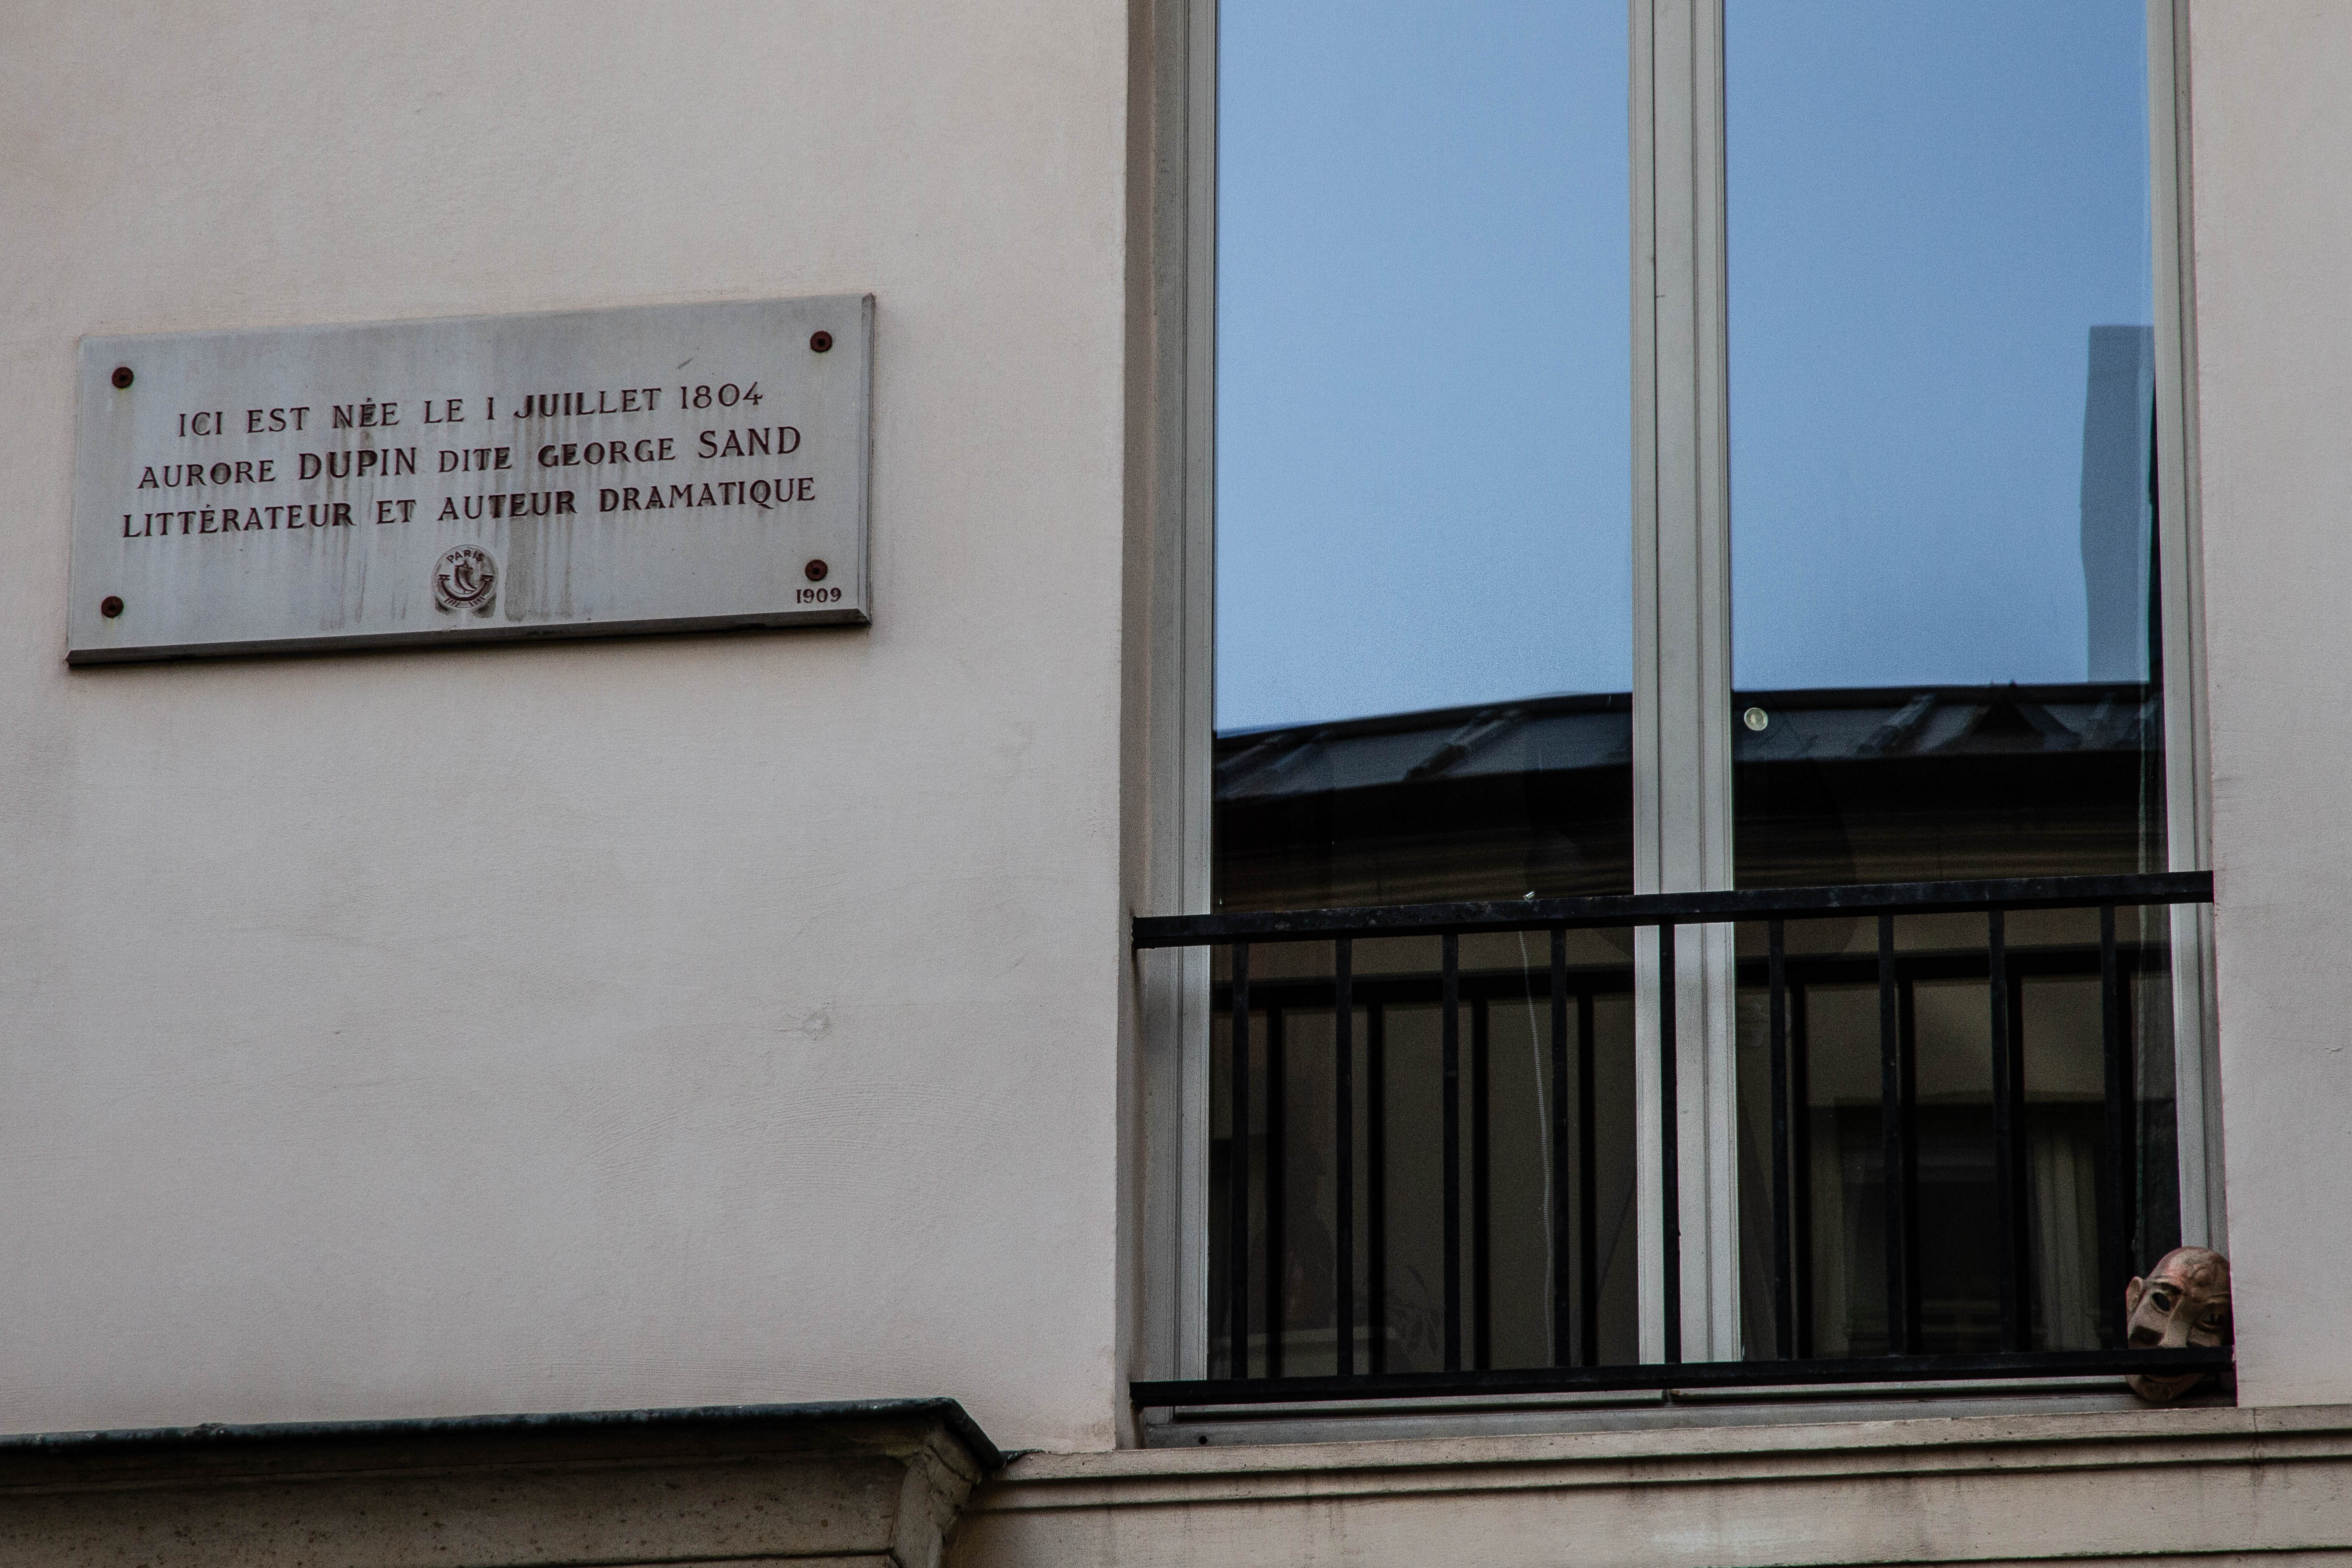 ICI EST NÉE LE 1 JUILLET 1804
AURORE DUPIN DITE GEORGE SAND
LITTÉRATEUR ET AUTEUR DRAMATIQUE
PARIS
1909